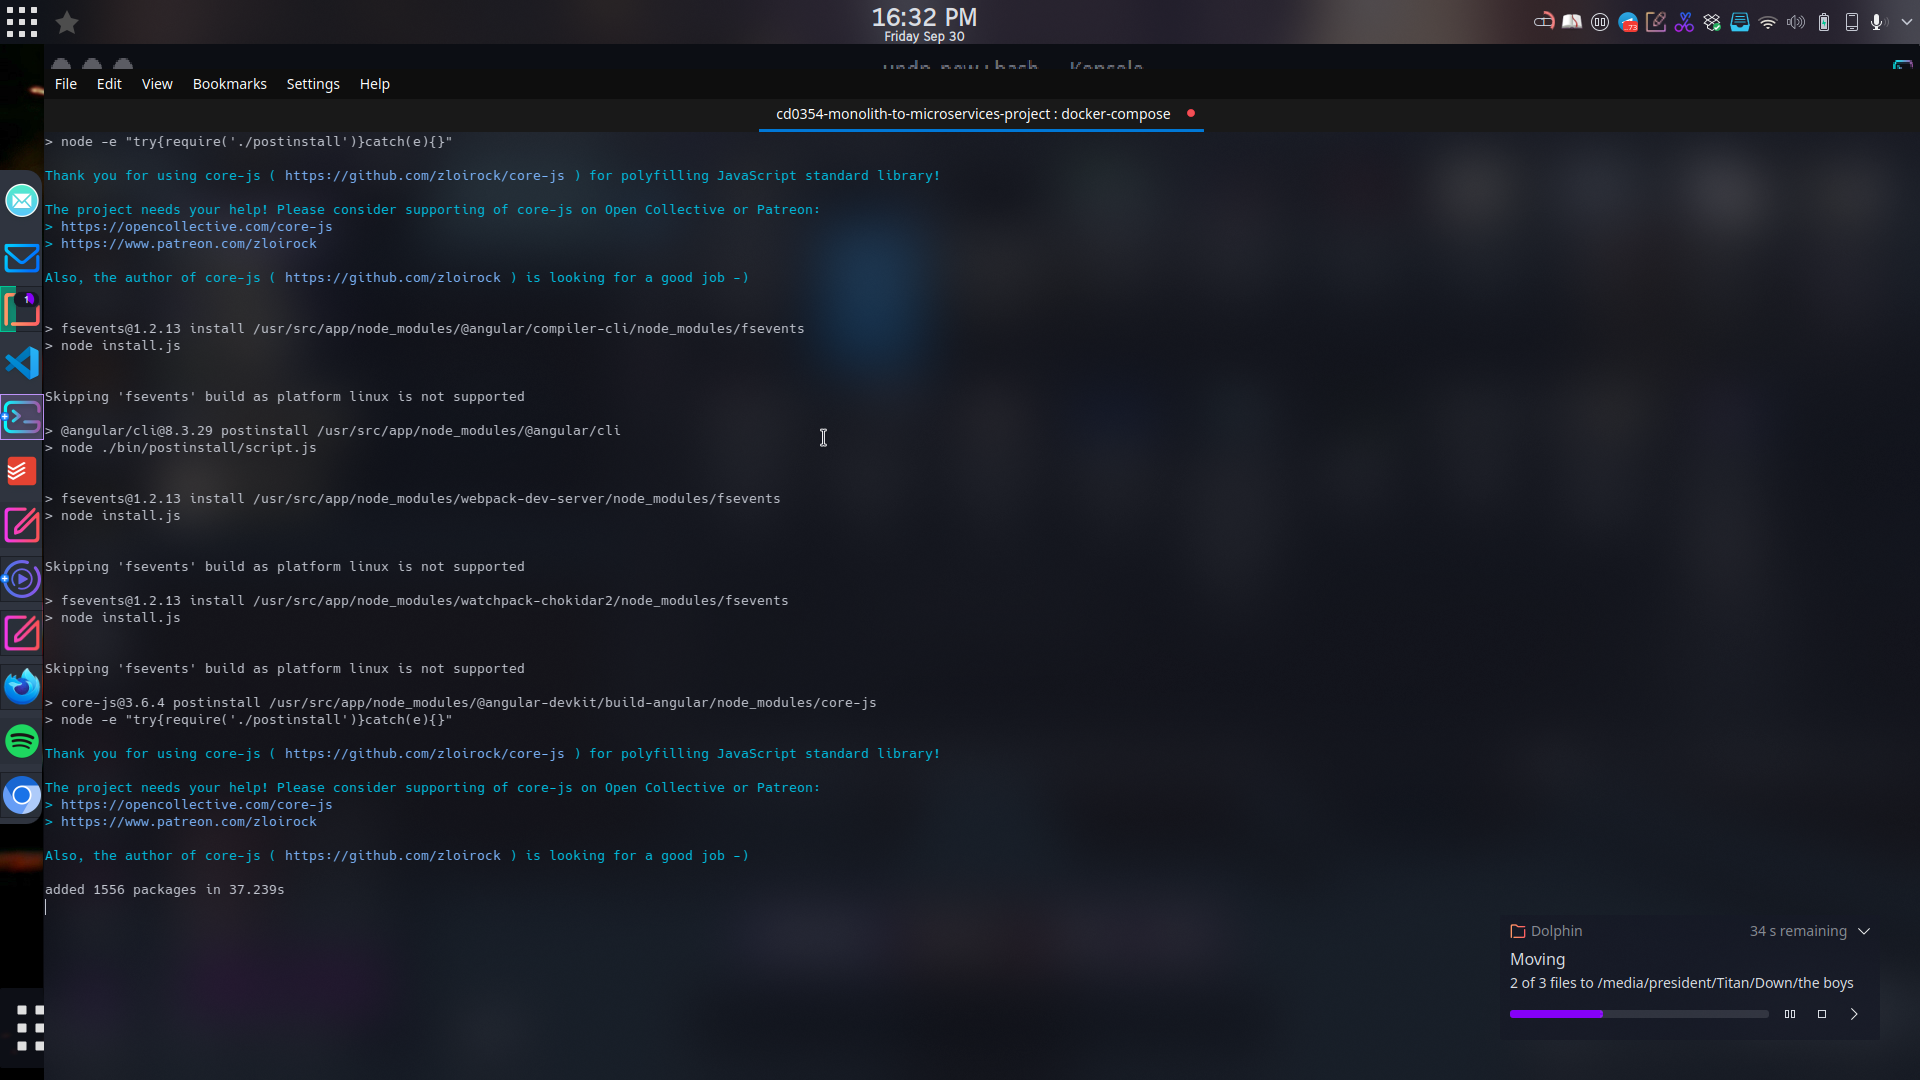 16:32 PM
Friday Sep 30
File Edit View Bookmarks Settings Help
cd0354-monolith-to-microservices-project : docker-compose
> node -e "try{require('./postinstall')}catch(e){}"
Thank you for using core-js ( https://github.com/zloirock/core-js ) for polyfilling JavaScript standard library!
The project needs your help! Please consider supporting of core-js on Open Collective or Patreon:
> https://opencollective.com/core-js
> https://www.patreon.com/zloirock
Also, the author of core-js ( https://github.com/zloirock ) is looking for a good job -)
> fsevents@1.2.13 install /usr/src/app/node_modules/@angular/compiler-cli/node_modules/fsevents
> node install.js
Skipping 'fsevents' build as platform linux is not supported
> @angular/cli@8.3.29 postinstall /usr/src/app/node_modules/@angular/cli
> node ./bin/postinstall/script.js
> fsevents@1.2.13 install /usr/src/app/node_modules/webpack-dev-server/node_modules/fsevents
> node install.js
Skipping 'fsevents' build as platform linux is not supported
> fsevents@1.2.13 install /usr/src/app/node_modules/watchpack-chokidar2/node_modules/fsevents
> node install.js
Skipping 'fsevents' build as platform linux is not supported
> core-js@3.6.4 postinstall /usr/src/app/node_modules/@angular-devkit/build-angular/node_modules/core-js
> node -e "try{require('./postinstall')}catch(e){}"
Thank you for using core-js ( https://github.com/zloirock/core-js ) for polyfilling JavaScript standard library!
The project needs your help! Please consider supporting of core-js on Open Collective or Patreon:
> https://opencollective.com/core-js
> https://www.patreon.com/zloirock
Also, the author of core-js ( https://github.com/zloirock ) is looking for a good job -)
added 1556 packages in 37.239s
Dolphin 34 s remaining
Moving
2 of 3 files to /media/president/Titan/Down/the boys